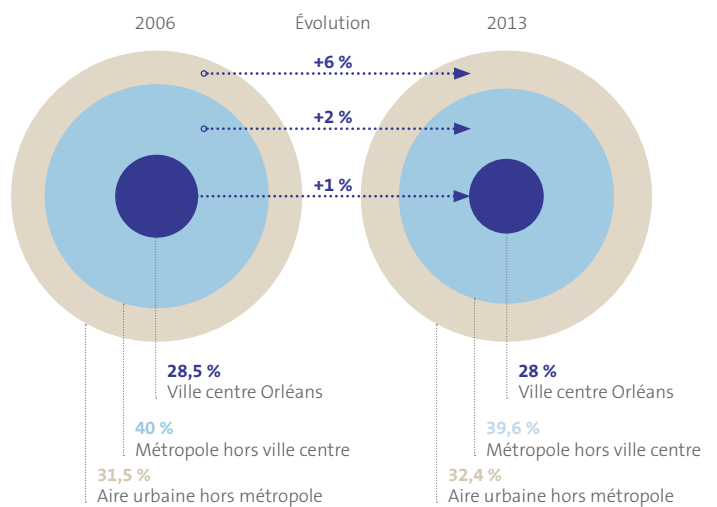 2006
Évolution
2013
+6 %
+2 %
+1 %
28,5 %
Ville centre Orléans
40 %
Métropole hors ville centre
31,5 %
Aire urbaine hors métropole
28 %
Ville centre Orléans
39,6 %
Métropole hors ville centre
32,4 %
Aire urbaine hors métropole